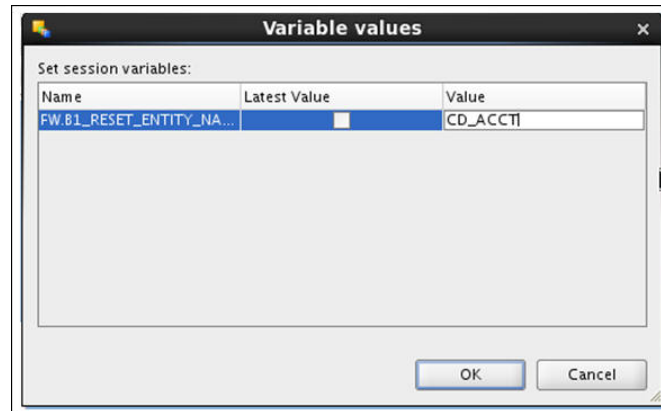 Variable values
Set session variables:
Name Latest Value Value
FW.B1_RESET_ENTITY_NA... CD_ACCT
OK Cancel